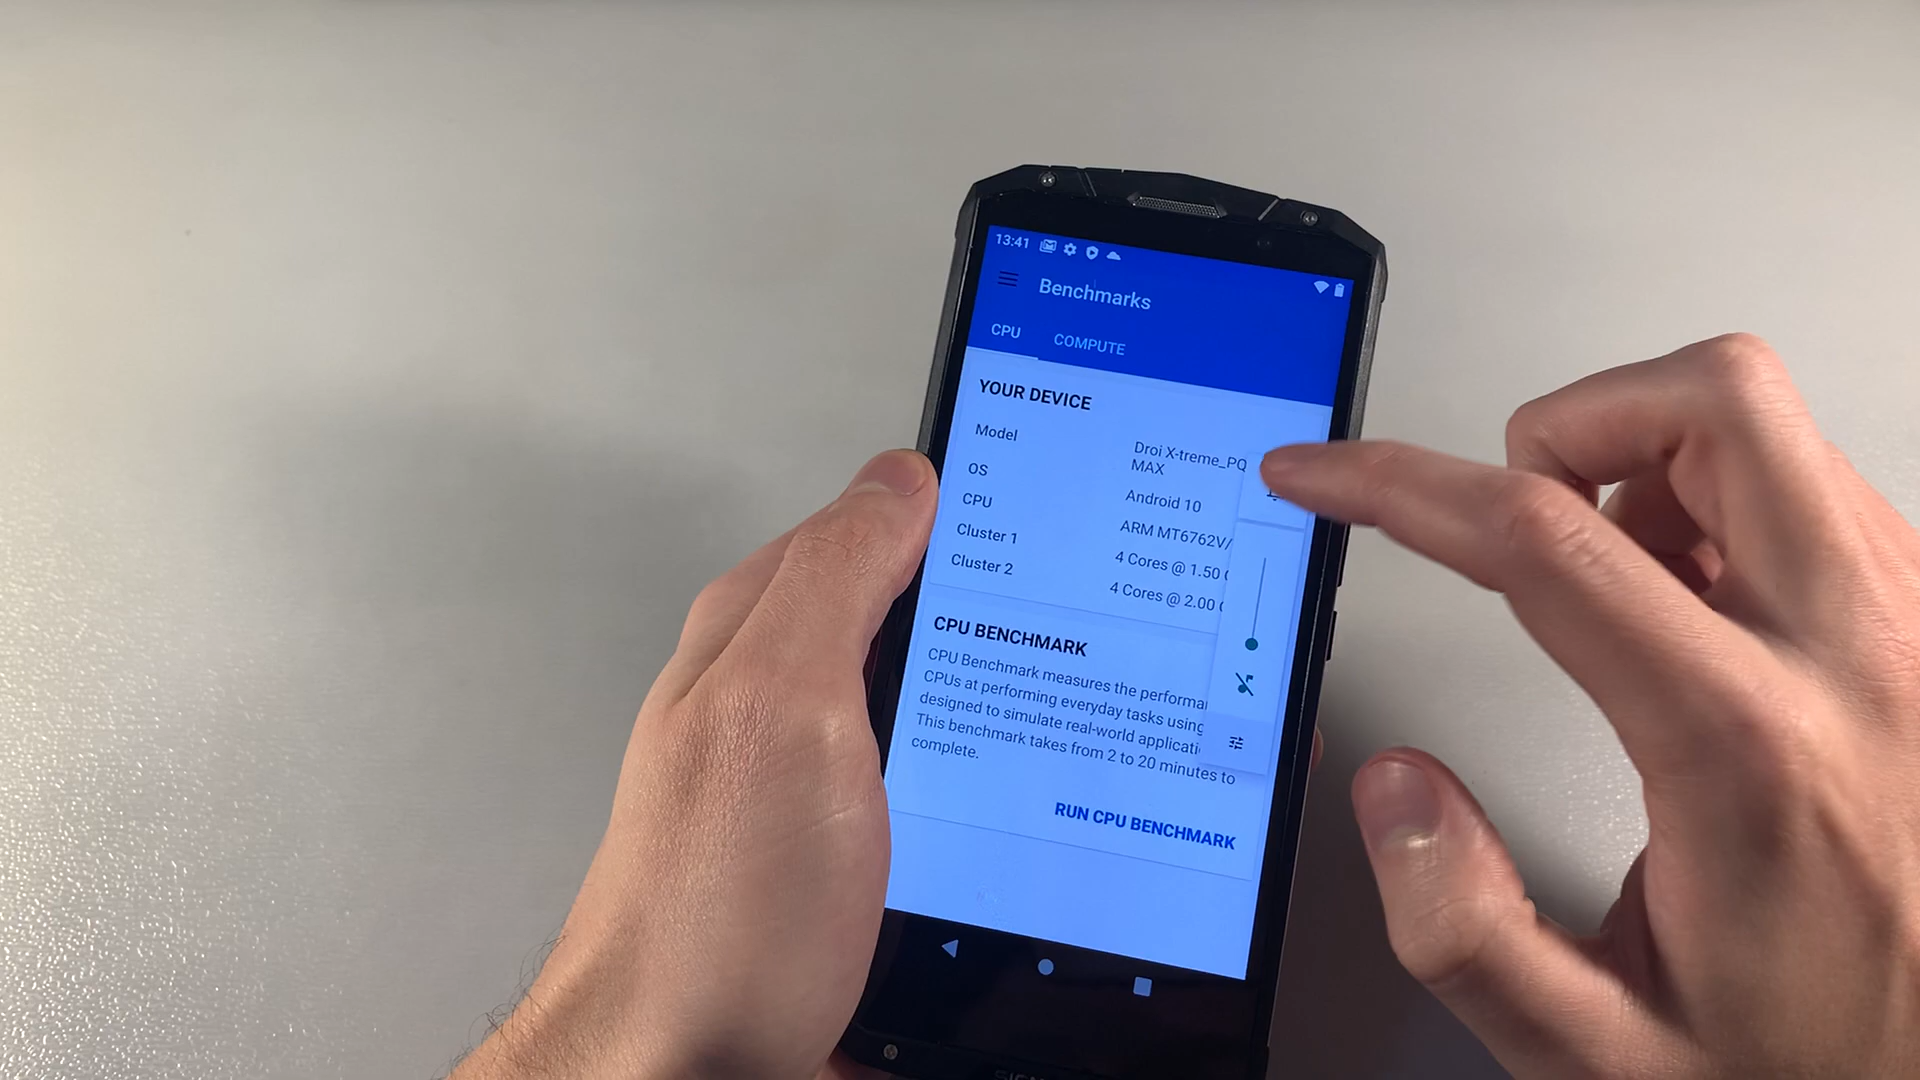 13:41
Benchmarks
CPU COMPUTE
YOUR DEVICE
Model Droi X-treme_PQ
MAX
OS Android 10
CPU ARM MT6762V/
Cluster 1 4 Cores @ 1.50
Cluster 2 4 Cores @ 2.00
CPU BENCHMARK
CPU Benchmark measures the performa
CPUs at performing everyday tasks using
designed to simulate real-world applicati
This benchmark takes from 2 to 20 minutes to
complete.
RUN CPU BENCHMARK